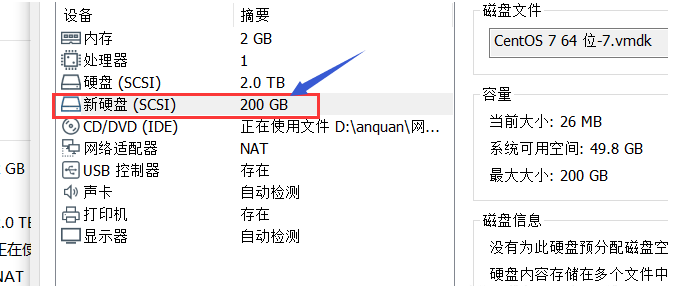 设备 摘要
内存 2 GB
处理器 1
硬盘 (SCSI) 2.0 TB
新硬盘 (SCSI) 200 GB
CD/DVD (IDE) 正在使用文件 D:\anquan\网...
网络适配器 NAT
USB 控制器 存在
声卡 自动检测
打印机 存在
显示器 自动检测
GB
.0 TB
正在使
NAT
磁盘文件
CentOS 7 64 位-7.vmdk
容量
当前大小: 26 MB
系统可用空间: 49.8 GB
最大大小: 200 GB
磁盘信息
没有为此硬盘预分配磁盘空
硬盘内容存储在多个文件中